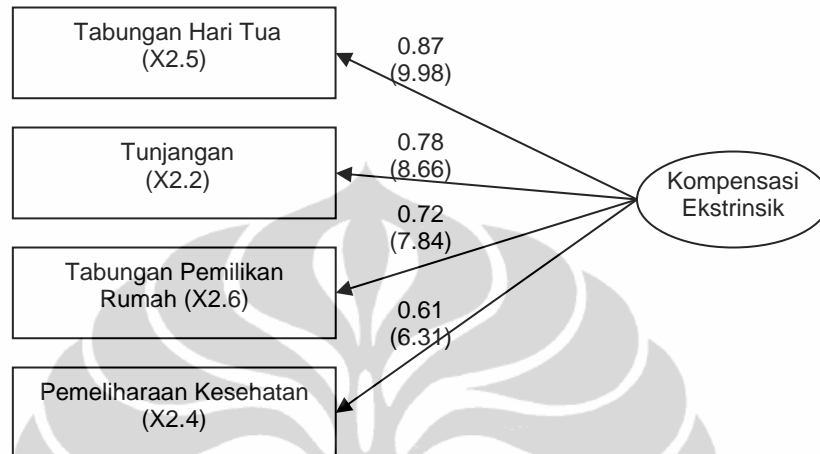 Tabungan Hari Tua
(X2.5)
0.87
(9.98)
Tunjangan
(X2.2)
0.78
(8.66)
Kompensasi
Ekstrinsik
Tabungan Pemilikan
Rumah (X2.6)
0.72
(7.84)
Pemeliharaan Kesehatan
(X2.4)
0.61
(6.31)